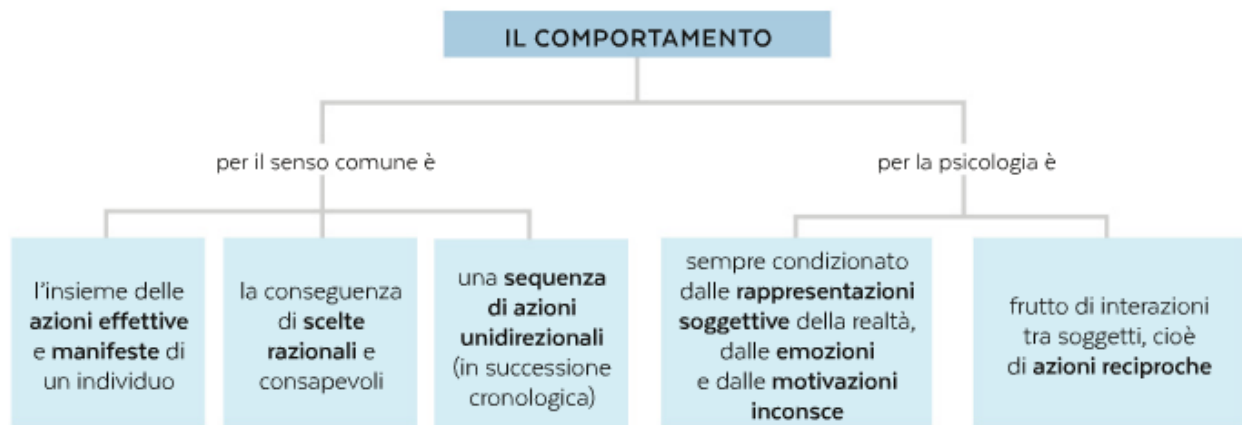 IL COMPORTAMENTO
per il senso comune è
per la psicologia è
l'insieme delle
azioni effettive
e manifeste di
un individuo
la conseguenza
di scelte
razionali e
consapevoli
una sequenza
di azioni
unidirezionali
(in successione
cronologica)
sempre condizionato
dalle rappresentazioni
soggettive della realtà,
dalle emozioni
e dalle motivazioni
inconsce
frutto di interazioni
tra soggetti, cioè
di azioni reciproche